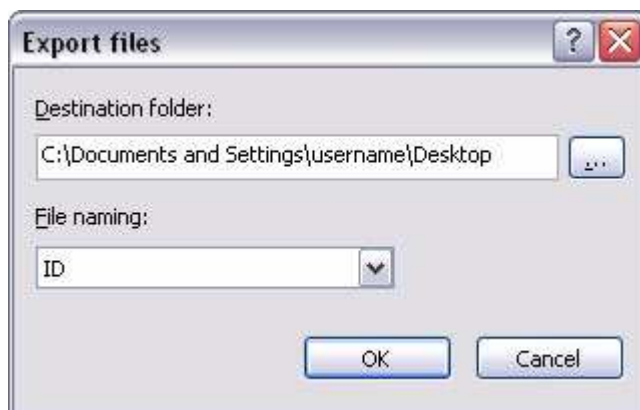 Export files
?
Destination folder:
C:\Documents and Settings\username\Desktop
...
File naming:
ID
OK Cancel